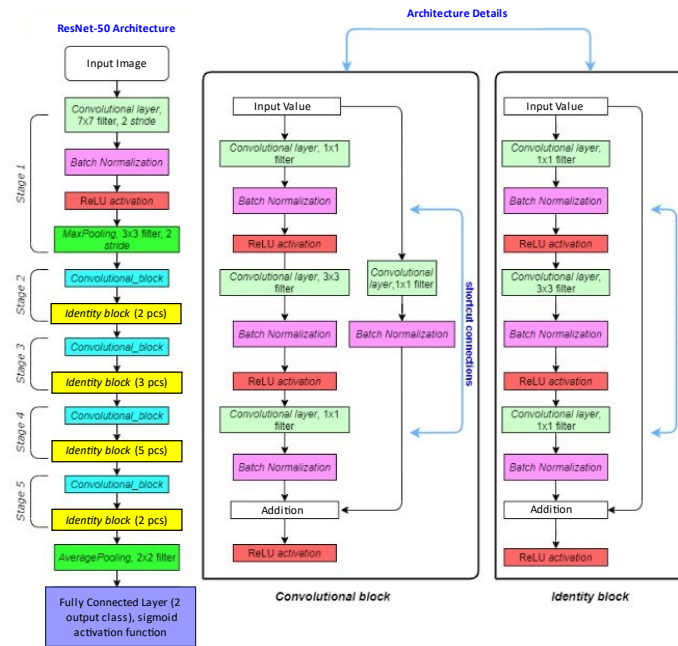 ResNet-50 Architecture
Input Image
Convolutional layer,
7x7 filter, 2 stride
Batch Normalization
ReLU activation
MaxPooling, 3x3 filter, 2
stride
Stage 1
Convolutional_block
Identity block (2 pcs)
Stage 2
Convolutional_block
Identity block (3 pcs)
Stage 3
Convolutional_block
Identity block (5 pcs)
Stage 4
Convolutional_block
Identity block (2 pcs)
Stage 5
AveragePooling, 2x2 filter
Fully Connected Layer (2
output class), sigmoid
activation function
Architecture Details
Input Value
Convolutional layer, 1x1
filter
Batch Normalization
ReLU activation
Convolutional layer, 3x3
filter
Batch Normalization
ReLU activation
Convolutional layer, 1x1
filter
Batch Normalization
Addition
ReLU activation
Convolutional
layer,1x1 filter
Batch Normalization
Convolutional block
shortcut connections
Input Value
Convolutional layer,
1x1 filter
Batch Normalization
ReLU activation
Convolutional layer,
3x3 filter
Batch Normalization
ReLU activation
Convolutional layer,
1x1 filter
Batch Normalization
Addition
ReLU activation
Identity block